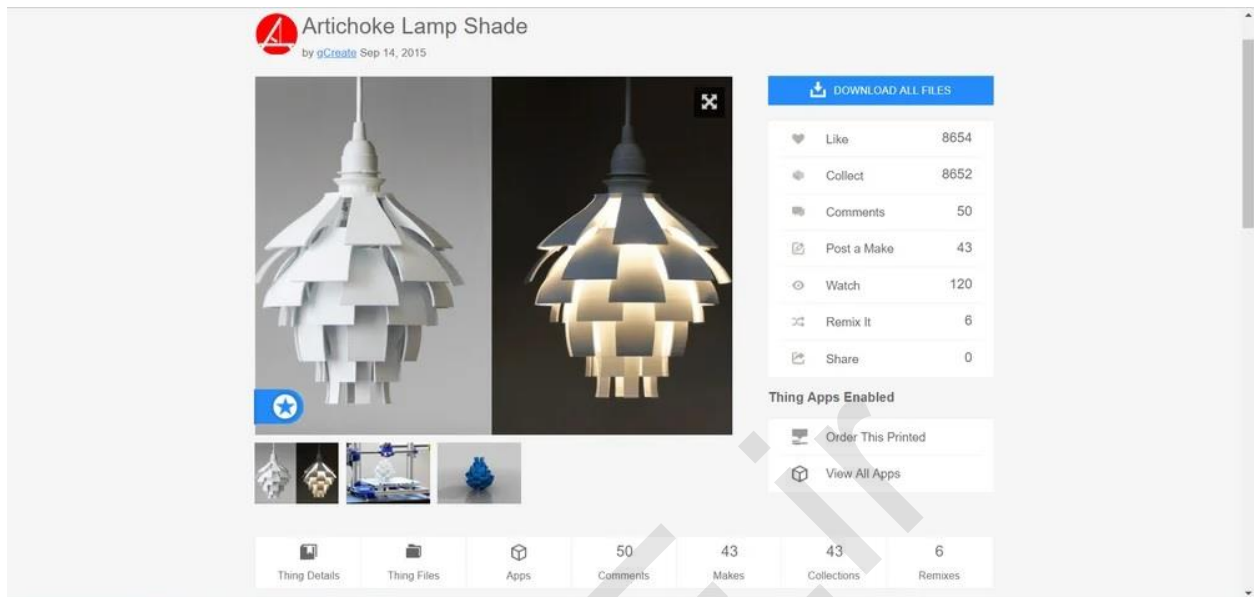 Artichoke Lamp Shade
by gCreate Sep 14, 2015
DOWNLOAD ALL FILES
Like 8654
Collect 8652
Comments 50
Post a Make 43
Watch 120
Remix It 6
Share 0
Thing Apps Enabled
Order This Printed
View All Apps
50 43 43 6
Thing Details Thing Files Apps Comments Makes Collections Remixes